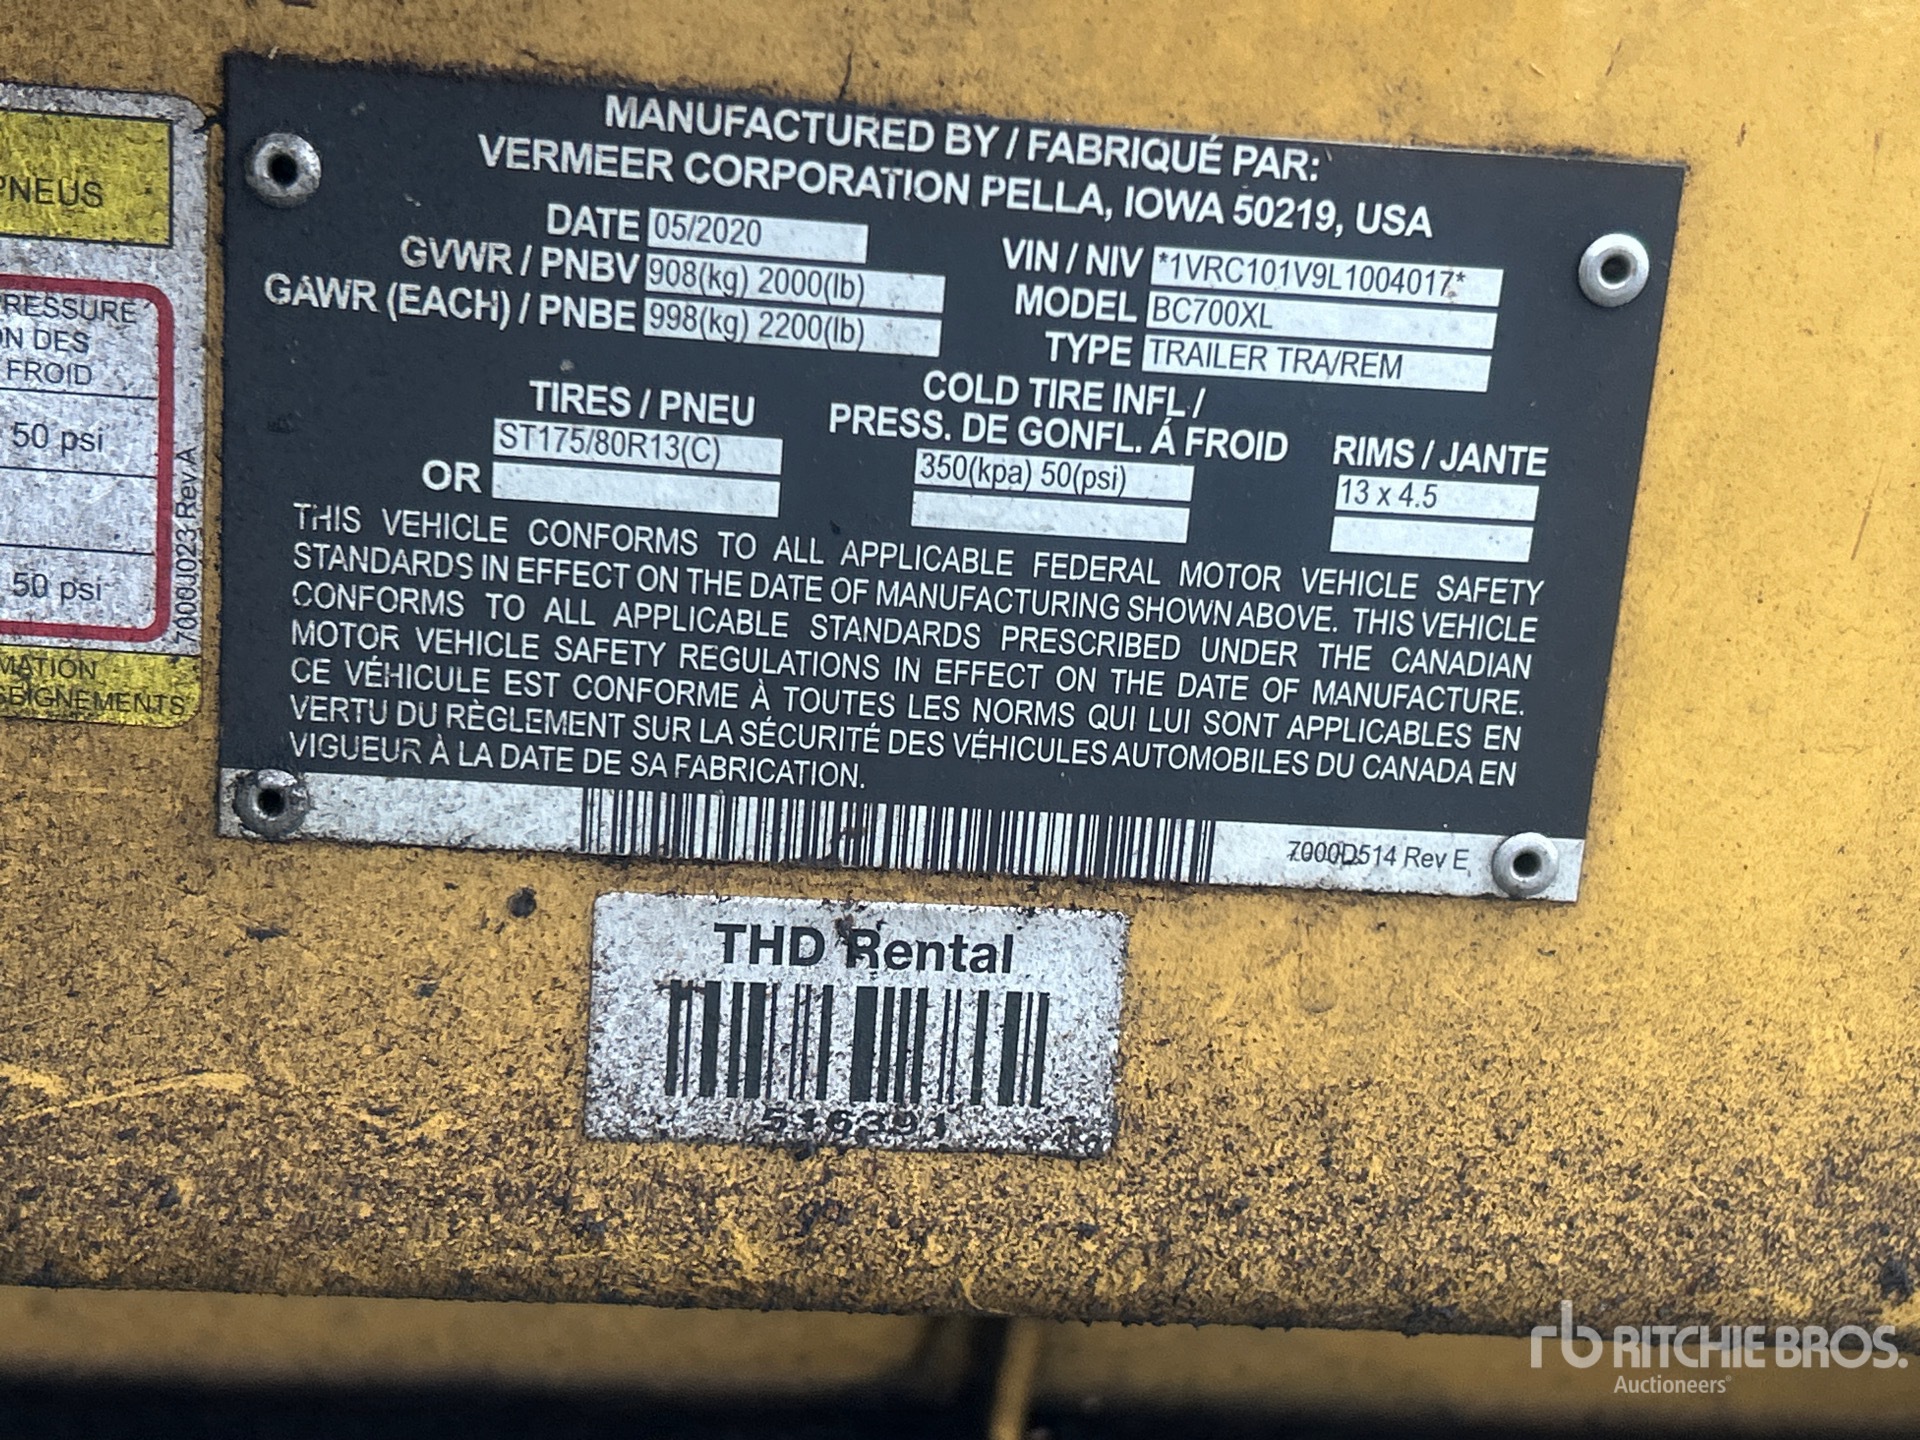 MANUFACTURED BY / FABRIQUÉ PAR:
VERMEER CORPORATION PELLA, IOWA 50219, USA
DATE 05/2020
GVWR / PNBV 908(kg) 2000(lb)
GAWR (EACH) / PNBE 998(kg) 2200(lb)
VIN / NIV *1VRC101V9L1004017*
MODEL BC700XL
TYPE TRAILER TRA/REM
TIRES / PNEU
ST175/80R13(C)
OR
COLD TIRE INFL /
PRESS. DE GONFL. Á FROID
350(kpa) 50(psi)
RIMS / JANTE
13 x 4.5
THIS VEHICLE CONFORMS TO ALL APPLICABLE FEDERAL MOTOR VEHICLE SAFETY
STANDARDS IN EFFECT ON THE DATE OF MANUFACTURING SHOWN ABOVE. THIS VEHICLE
CONFORMS TO ALL APPLICABLE STANDARDS PRESCRIBED UNDER THE CANADIAN
MOTOR VEHICLE SAFETY REGULATIONS IN EFFECT ON THE DATE OF MANUFACTURE.
CE VÉHICULE EST CONFORME À TOUTES LES NORMS QUI LUI SONT APPLICABLES EN
VERTU DU RÈGLEMENT SUR LA SÉCURITÉ DES VÉHICULES AUTOMOBILES DU CANADA EN
VIGUEUR À LA DATE DE SA FABRICATION.
7000D514 Rev E
PNEUS
PRESSURE
ON DES
FROID
50 psi
50 psi
7000J023 Rev A
MATION
SEIGNEMENTS
THD Rental
516391
rb RITCHIE BROS.
Auctioneers